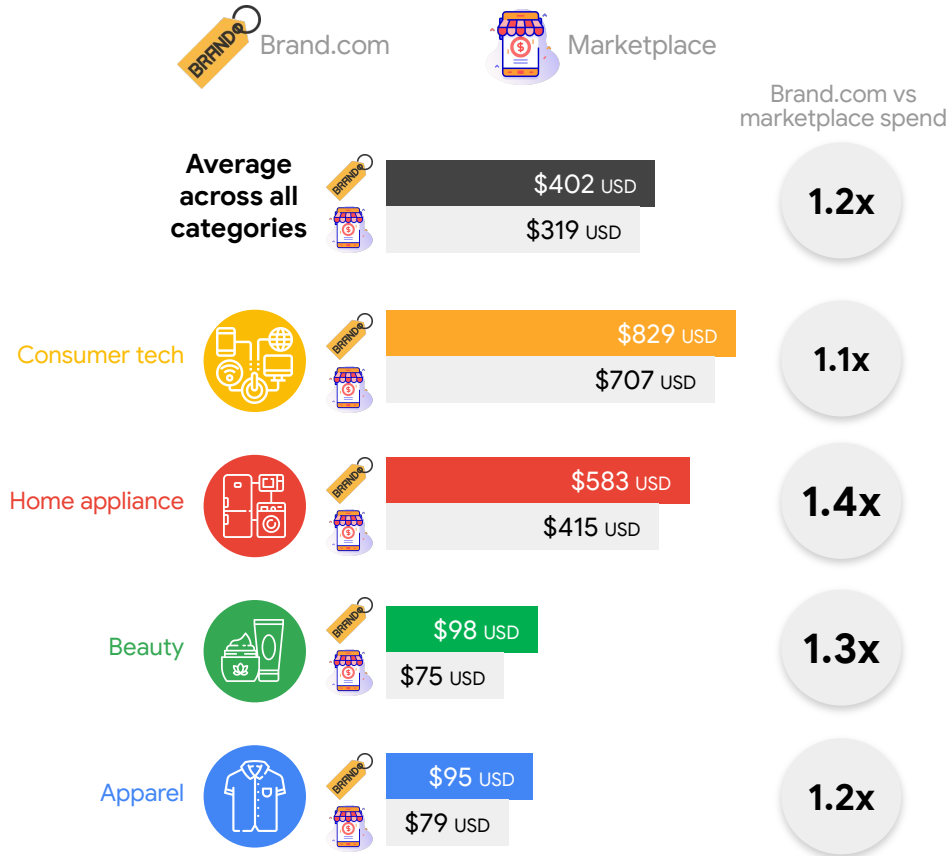 BRAND
Brand.com
Marketplace
Brand.com vs
marketplace spend
Average
across all
categories
BRAND
$402 USD
$319 USD
1.2x
Consumer tech
BRAND
$829 USD
$707 USD
1.1x
Home appliance
BRAND
$583 USD
$415 USD
1.4x
Beauty
BRAND
$98 USD
$75 USD
1.3x
Apparel
BRAND
$95 USD
$79 USD
1.2x